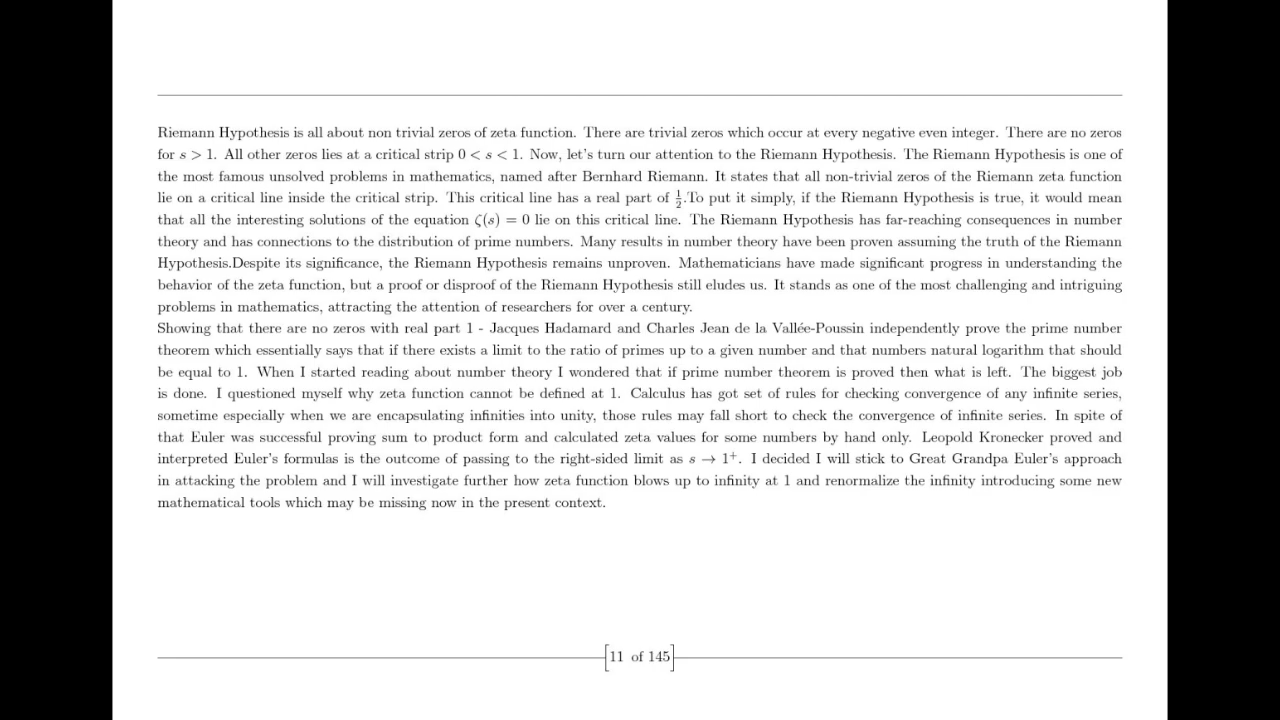 Riemann Hypothesis is all about non trivial zeros of zeta function. There are trivial zeros which occur at every negative even integer. There are no zeros
for s > 1. All other zeros lies at a critical strip 0 < s < 1. Now, let's turn our attention to the Riemann Hypothesis. The Riemann Hypothesis is one of
the most famous unsolved problems in mathematics, named after Bernhard Riemann. It states that all non-trivial zeros of the Riemann zeta function
lie on a critical line inside the critical strip. This critical line has a real part of 1/2.To put it simply, if the Riemann Hypothesis is true, it would mean
that all the interesting solutions of the equation ζ(s) = 0 lie on this critical line. The Riemann Hypothesis has far-reaching consequences in number
theory and has connections to the distribution of prime numbers. Many results in number theory have been proven assuming the truth of the Riemann
Hypothesis.Despite its significance, the Riemann Hypothesis remains unproven. Mathematicians have made significant progress in understanding the
behavior of the zeta function, but a proof or disproof of the Riemann Hypothesis still eludes us. It stands as one of the most challenging and intriguing
problems in mathematics, attracting the attention of researchers for over a century.
Showing that there are no zeros with real part 1 - Jacques Hadamard and Charles Jean de la Vallée-Poussin independently prove the prime number
theorem which essentially says that if there exists a limit to the ratio of primes up to a given number and that numbers natural logarithm that should
be equal to 1. When I started reading about number theory I wondered that if prime number theorem is proved then what is left. The biggest job
is done. I questioned myself why zeta function cannot be defined at 1. Calculus has got set of rules for checking convergence of any infinite series,
sometime especially when we are encapsulating infinities into unity, those rules may fall short to check the convergence of infinite series. In spite of
that Euler was successful proving sum to product form and calculated zeta values for some numbers by hand only. Leopold Kronecker proved and
interpreted Euler's formulas is the outcome of passing to the right-sided limit as s → 1⁺. I decided I will stick to Great Grandpa Euler's approach
in attacking the problem and I will investigate further how zeta function blows up to infinity at 1 and renormalize the infinity introducing some new
mathematical tools which may be missing now in the present context.
[11 of 145]